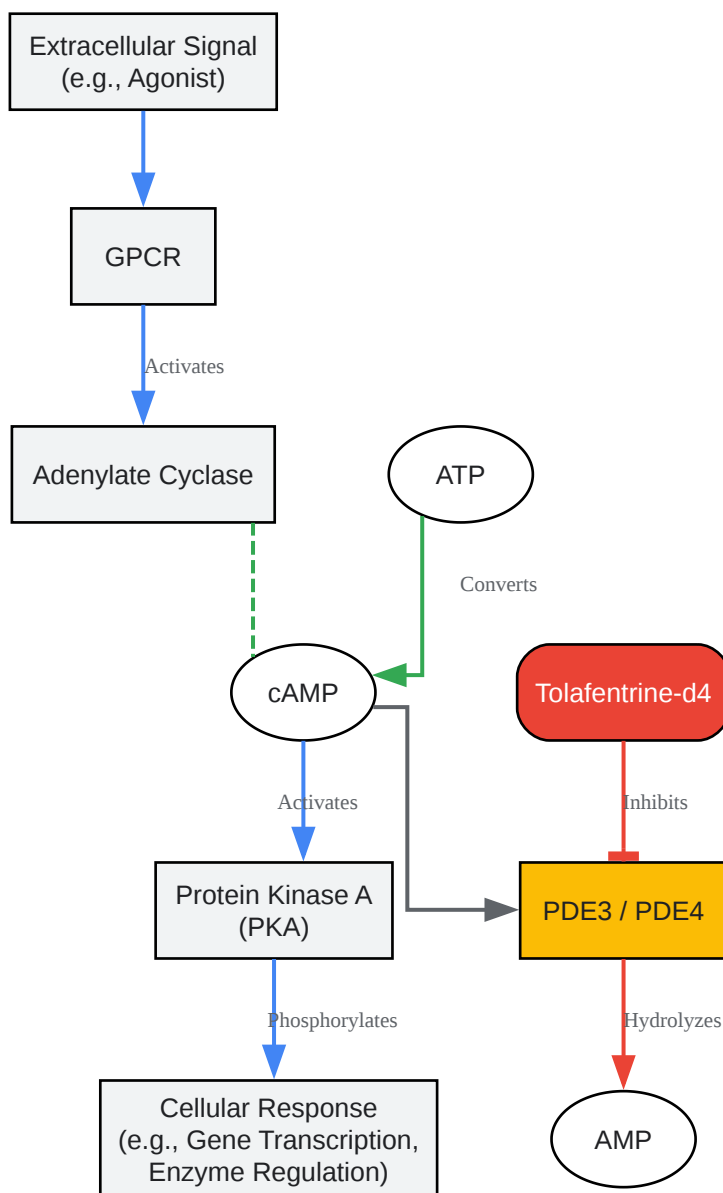 Extracellular Signal
(e.g., Agonist)
GPCR
Activates
Adenylate Cyclase
ATP
Converts
cAMP
Tolafentrine-d4
Activates
Inhibits
Protein Kinase A
(PKA)
PDE3 / PDE4
Phosphorylates
Hydrolyzes
Cellular Response
(e.g., Gene Transcription,
Enzyme Regulation)
AMP